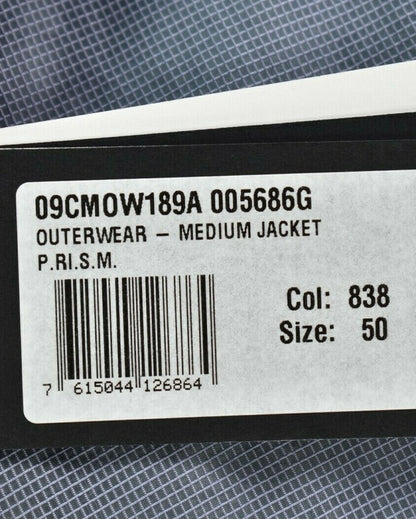 09CMOW189A 005686G
OUTERWEAR – MEDIUM JACKET
P.RI.S.M.
Col: 838
Size: 50
7 615044 126864